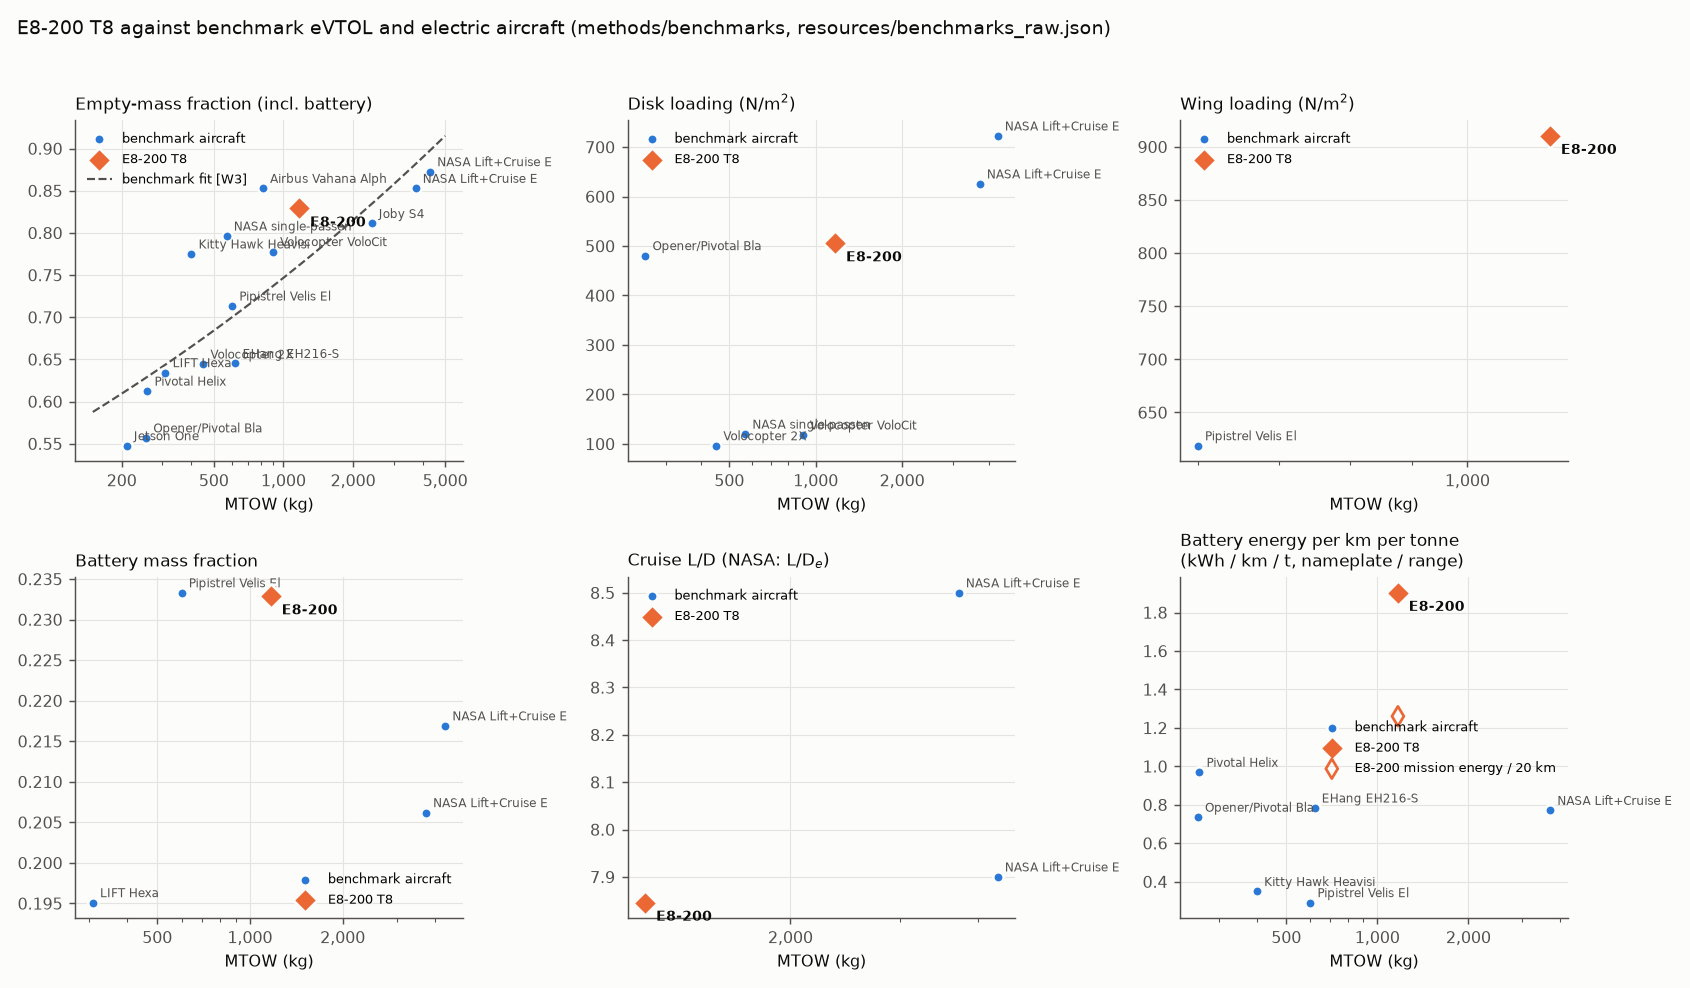 E8-200 T8 against benchmark eVTOL and electric aircraft (methods/benchmarks, resources/benchmarks_raw.json)
Empty-mass fraction (incl. battery)
benchmark aircraft
E8-200 T8
benchmark fit [W3]
0.90
0.85
0.80
0.75
0.70
0.65
0.60
0.55
NASA Lift+Cruise E
NASA Lift+Cruise E
Airbus Vahana Alph
E8-200
Joby S4
NASA single-passen
Kitty Hawk Heavisi
Volocopter VoloCit
Pipistrel Velis El
Volocopter 2X
EHang EH216-S
LIFT Hexa
Pivotal Helix
Opener/Pivotal Bla
Jetson One
200
500
1,000
2,000
5,000
MTOW (kg)
Disk loading (N/m2)
benchmark aircraft
E8-200 T8
700
600
500
400
300
200
100
NASA Lift+Cruise E
NASA Lift+Cruise E
Opener/Pivotal Bla
E8-200
NASA single-passen
Volocopter VoloCit
Volocopter 2X
500
1,000
2,000
MTOW (kg)
Wing loading (N/m2)
benchmark aircraft
E8-200 T8
900
850
800
750
700
650
E8-200
Pipistrel Velis El
1,000
MTOW (kg)
Battery mass fraction
0.235
0.230
0.225
0.220
0.215
0.210
0.205
0.200
0.195
Pipistrel Velis El
E8-200
NASA Lift+Cruise E
NASA Lift+Cruise E
LIFT Hexa
benchmark aircraft
E8-200 T8
500
1,000
2,000
MTOW (kg)
Cruise L/D (NASA: L/De)
benchmark aircraft
E8-200 T8
8.5
8.4
8.3
8.2
8.1
8.0
7.9
NASA Lift+Cruise E
NASA Lift+Cruise E
E8-200
2,000
MTOW (kg)
Battery energy per km per tonne
(kWh / km / t, nameplate / range)
1.8
1.6
1.4
1.2
1.0
0.8
0.6
0.4
E8-200
benchmark aircraft
E8-200 T8
E8-200 mission energy / 20 km
Pivotal Helix
Opener/Pivotal Bla
EHang EH216-S
NASA Lift+Cruise E
Kitty Hawk Heavisi
Pipistrel Velis El
500
1,000
2,000
MTOW (kg)